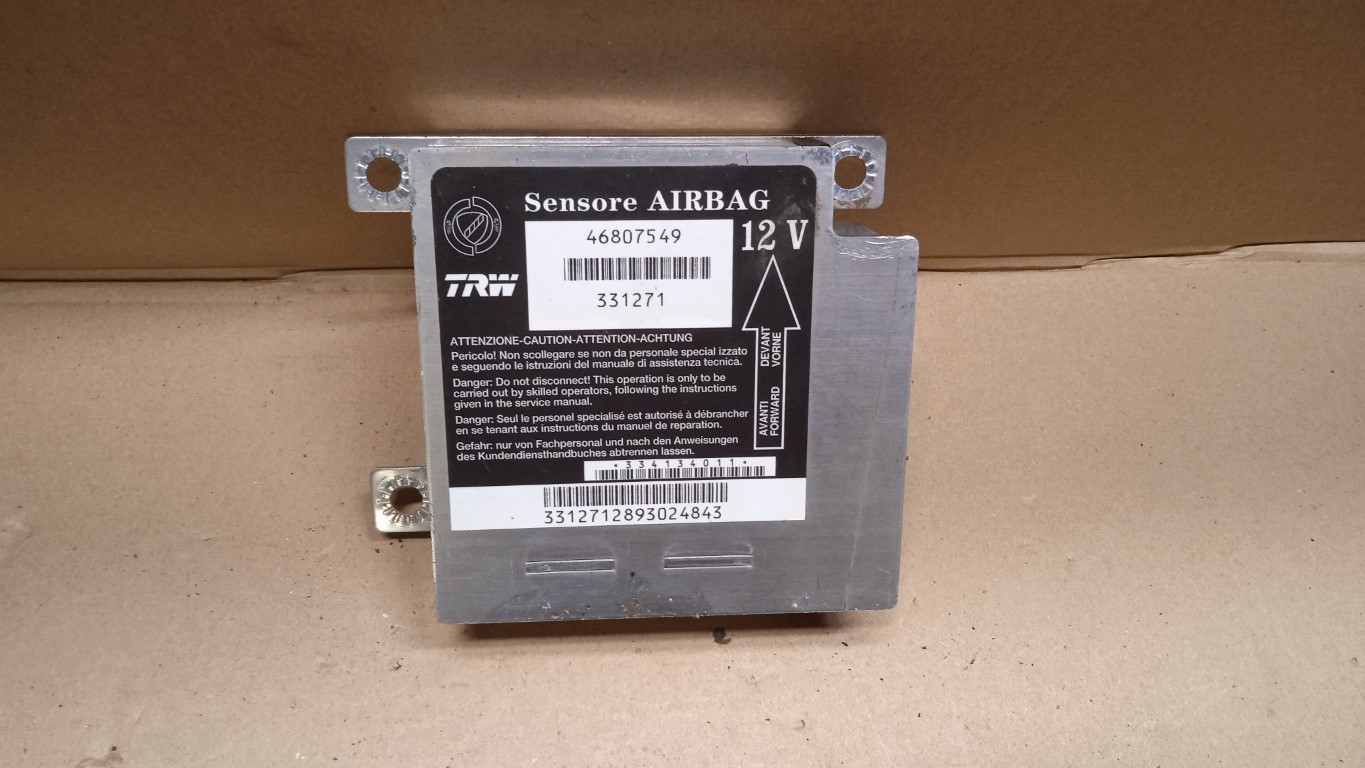 Sensore AIRBAG
12 V
46807549
331271
TRW
DEVANT
VORNE
AVANTI
FORWARD
ATTENZIONE-CAUTION-ATTENTION-ACHTUNG
Pericolo! Non scollegare se non da personale special izzato
e seguendo le istruzioni del manuale di assistenza tecnica.
Danger: Do not disconnect! This operation is only to be
carried out by skilled operators, following the instructions
given in the service manual.
Danger: Seul le personel specialisé est autorisé à débrancher
en se tenant aux instructions du manuel de reparation.
Gefahr: nur von Fachpersonal und nach den Anweisungen
des Kundendiensthandbuches abtrennen lassen.
*334134011*
3312712893024843